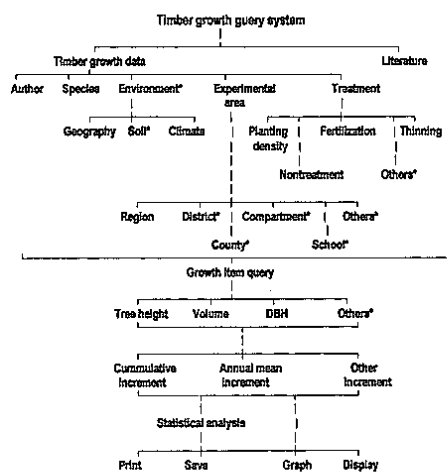 Timber growth guery system
Timber growth data Literature
Author Species Environment* Experimental area Treatment
Geography Soil* Climate Planting density Fertilization Thinning
Nontreatment Others*
Region District* Compartment* Others*
County* School*
Growth item query
Tree height Volume DBH Others*
Cummulative increment Annual mean increment Other increment
Statistical analysis
Print Save Graph Display